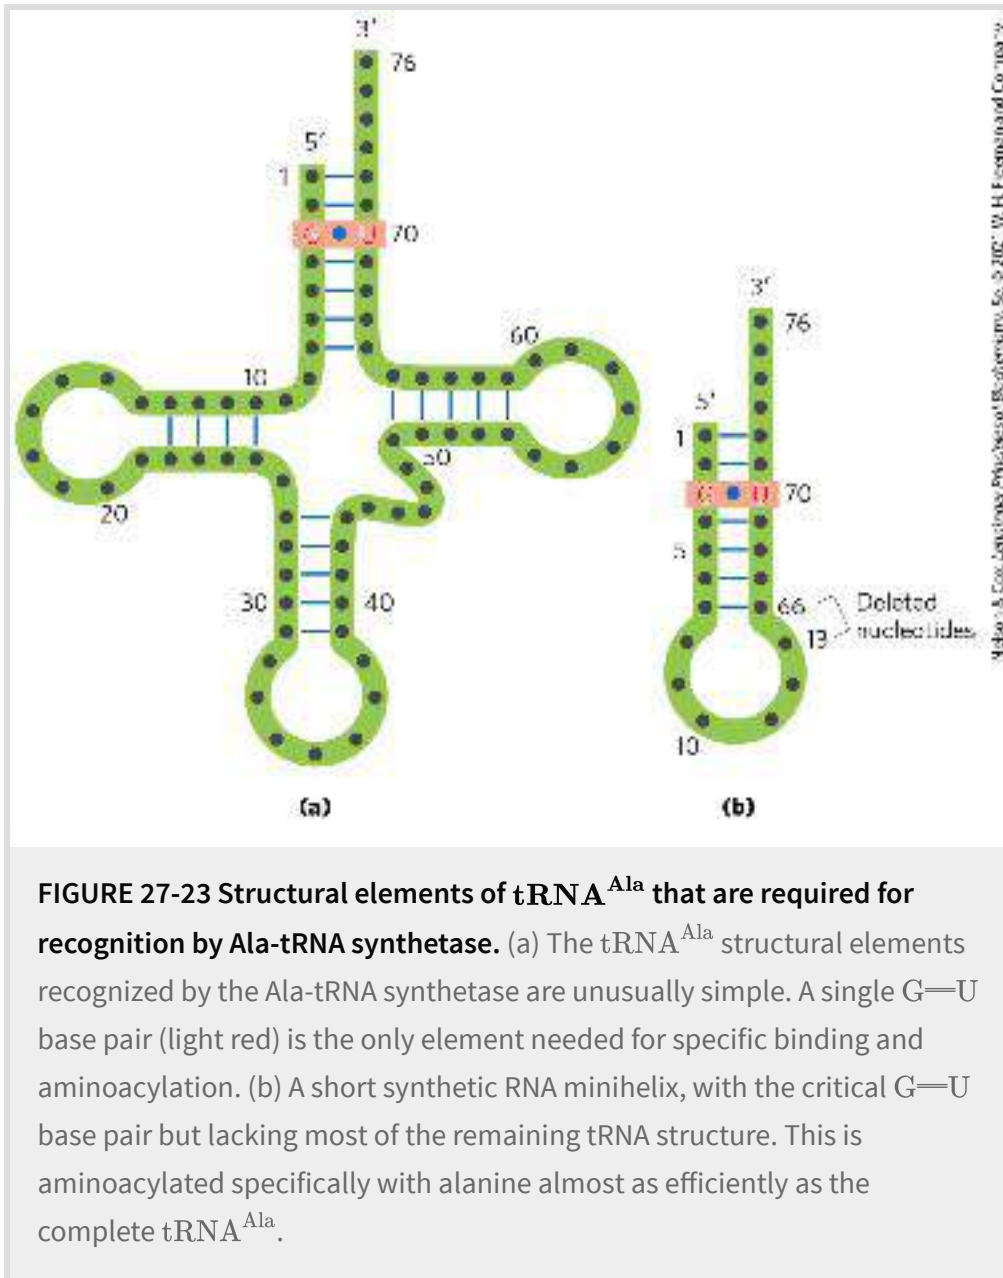 3′
76
5′
1
G U 70
60
10
50
20
30
40
(a)
3′
76
5′
1
G U 70
5
66 Deleted
13 nucleotides
10
(b)
FIGURE 27-23 Structural elements of tRNA^Ala that are required for
recognition by Ala-tRNA synthetase. (a) The tRNA^Ala structural elements
recognized by the Ala-tRNA synthetase are unusually simple. A single G═U
base pair (light red) is the only element needed for specific binding and
aminoacylation. (b) A short synthetic RNA minihelix, with the critical G═U
base pair but lacking most of the remaining tRNA structure. This is
aminoacylated specifically with alanine almost as efficiently as the
complete tRNA^Ala.